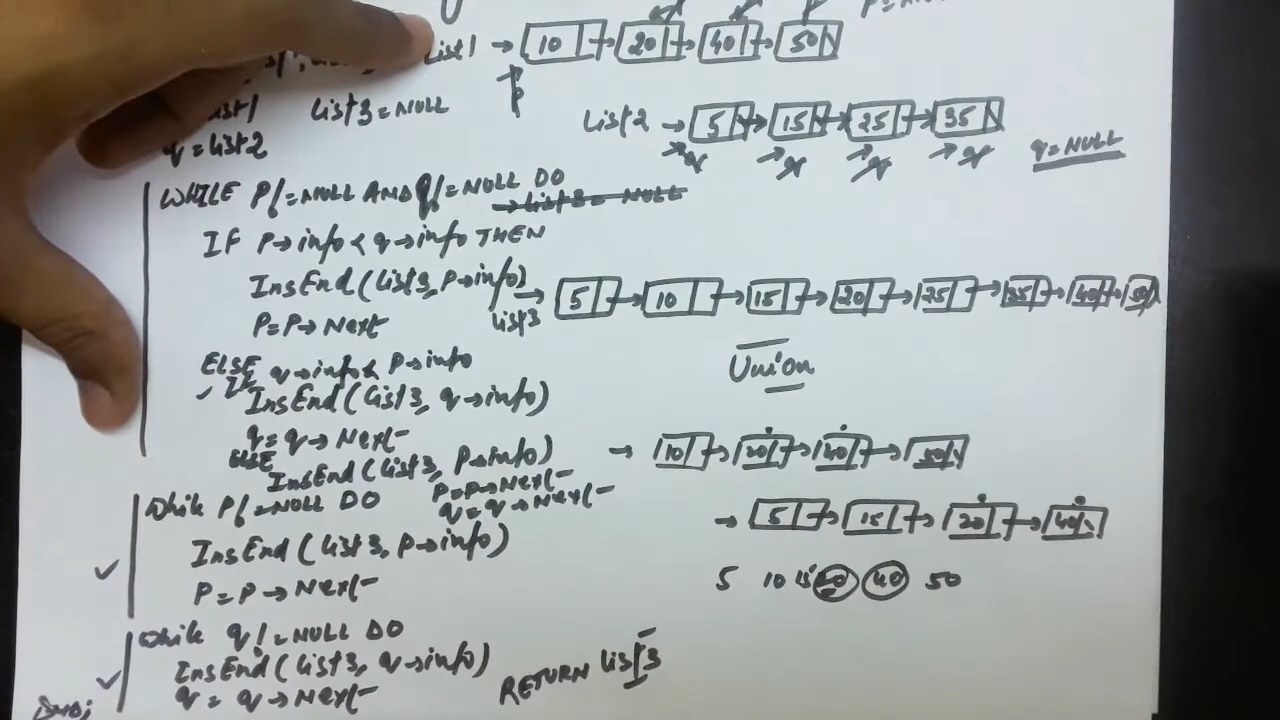 List1 → 10 → 20 → 40 → 50
List3 = NULL
q = List2
List2 → 5 → 15 → 25 → 35
q = NULL
WHILE P != NULL AND q != NULL DO
→ List3 = NULL
IF P→info < q→info THEN
InsEnd(List3, P→info)
P = P→Next
List3 → 5 → 10 → 15 → 20 → 25 → 35 → 40 → 50
ELSE IF q→info < P→info
InsEnd(List3, q→info)
q = q→Next
ELSE
InsEnd(List3, P→info)
P = P→Next
q = q→Next
Union
→ 10 → 20 → 40 → 50
→ 5 → 15 → 20 → 40
5 10 15 20 40 50
While P != NULL DO
InsEnd(List3, P→info)
P = P→Next
While q != NULL DO
InsEnd(List3, q→info)
q = q→Next
RETURN List3